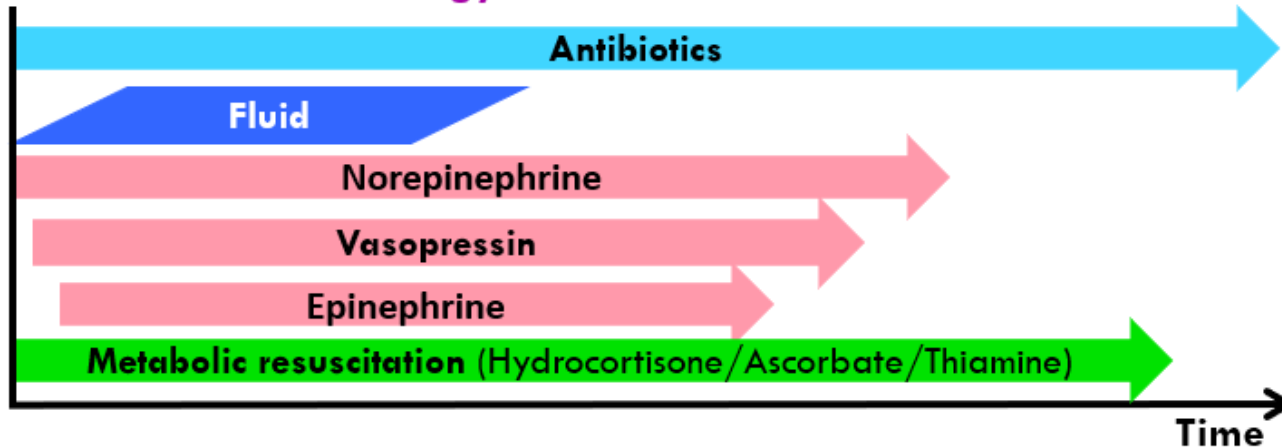 Antibiotics
Fluid
Norepinephrine
Vasopressin
Epinephrine
Metabolic resuscitation (Hydrocortisone/Ascorbate/Thiamine)
Time